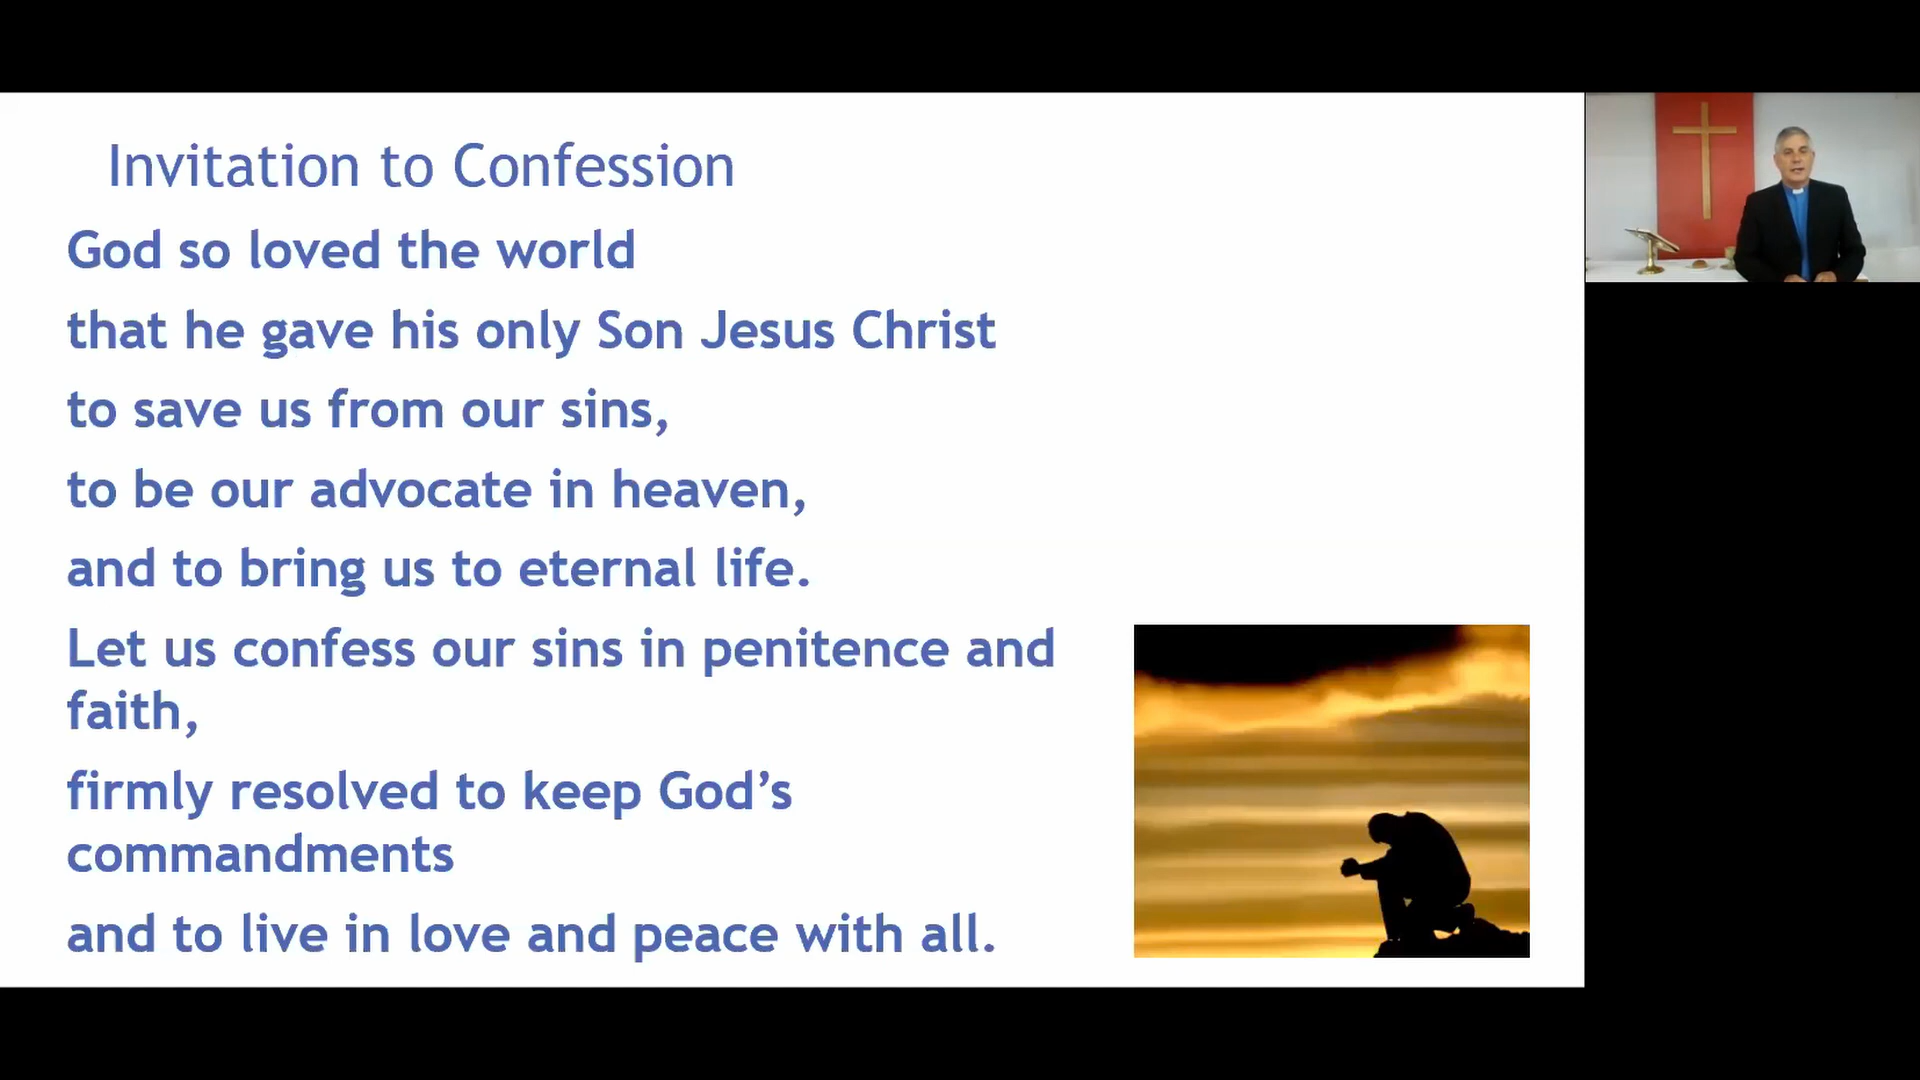 Invitation to Confession
God so loved the world
that he gave his only Son Jesus Christ
to save us from our sins,
to be our advocate in heaven,
and to bring us to eternal life.
Let us confess our sins in penitence and
faith,
firmly resolved to keep God’s
commandments
and to live in love and peace with all.